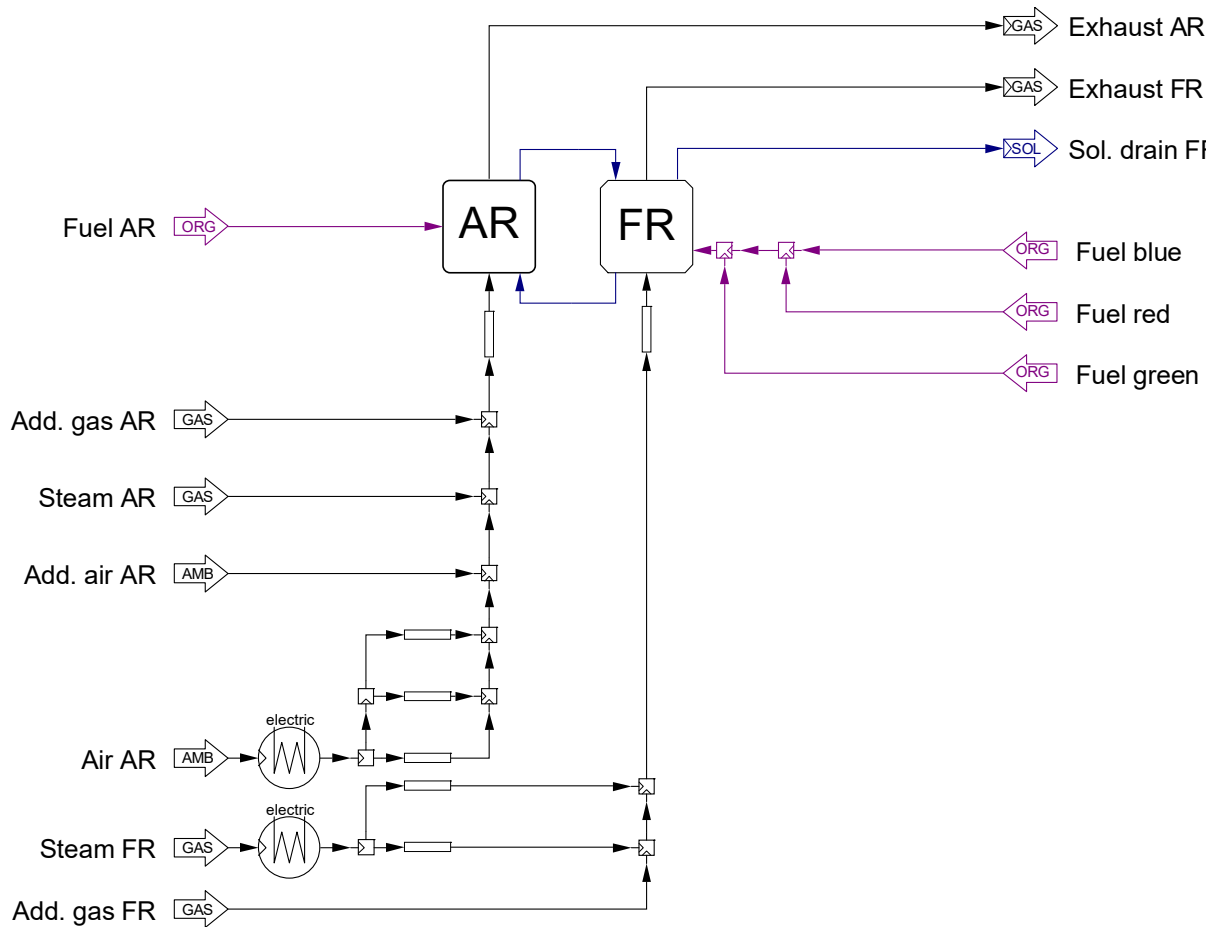 GAS Exhaust AR
GAS Exhaust FR
SOL Sol. drain FR
AR
FR
Fuel AR ORG
ORG Fuel blue
ORG Fuel red
ORG Fuel green
Add. gas AR GAS
Steam AR GAS
Add. air AR AMB
electric
Air AR AMB
electric
Steam FR GAS
Add. gas FR GAS